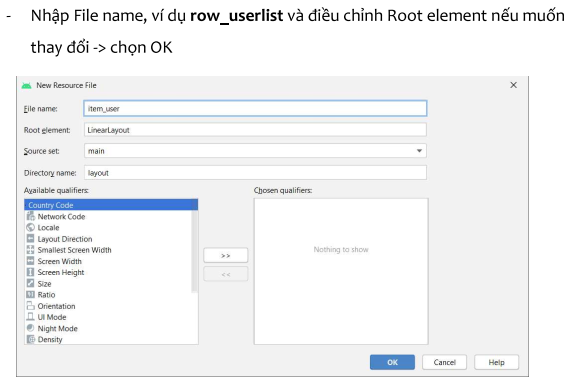 - Nhập File name, ví dụ row_userlist và điều chỉnh Root element nếu muốn
thay đổi -> chọn OK
New Resource File
File name: item_user
Root element: LinearLayout
Source set: main
Directory name: layout
Available qualifiers:
Chosen qualifiers:
Country Code
Network Code
Locale
Layout Direction
Smallest Screen Width
Screen Width
Screen Height
Size
Ratio
Orientation
UI Mode
Night Mode
Density
>>
<<
Nothing to show
OK Cancel Help